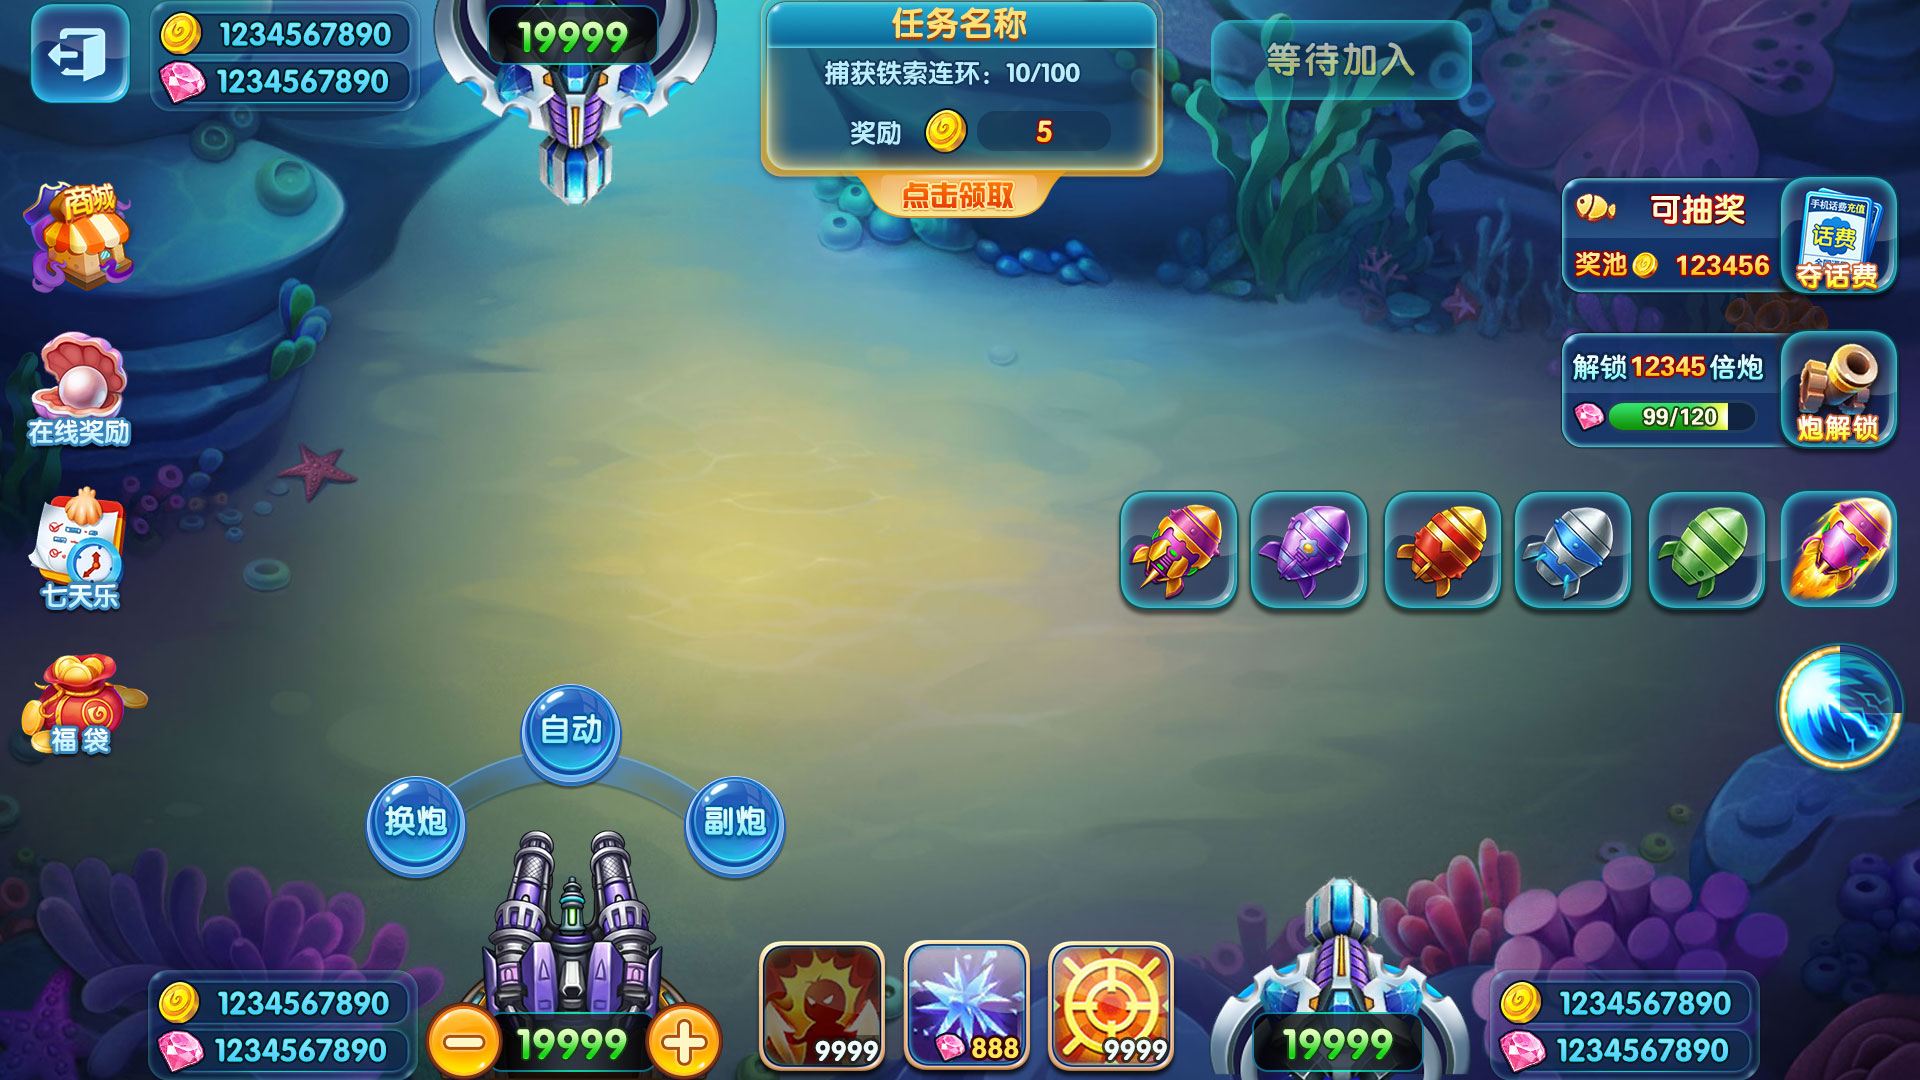 1234567890
1234567890
19999
任务名称
捕获铁索连环：10/100
奖励 5
点击领取
等待加入
商城
在线奖励
七天乐
福袋
可抽奖
奖池 123456
手机话费充值
话费
夺话费
解锁12345倍炮
99/120
炮解锁
自动
换炮
副炮
1234567890
1234567890
19999
9999
888
9999
19999
1234567890
1234567890